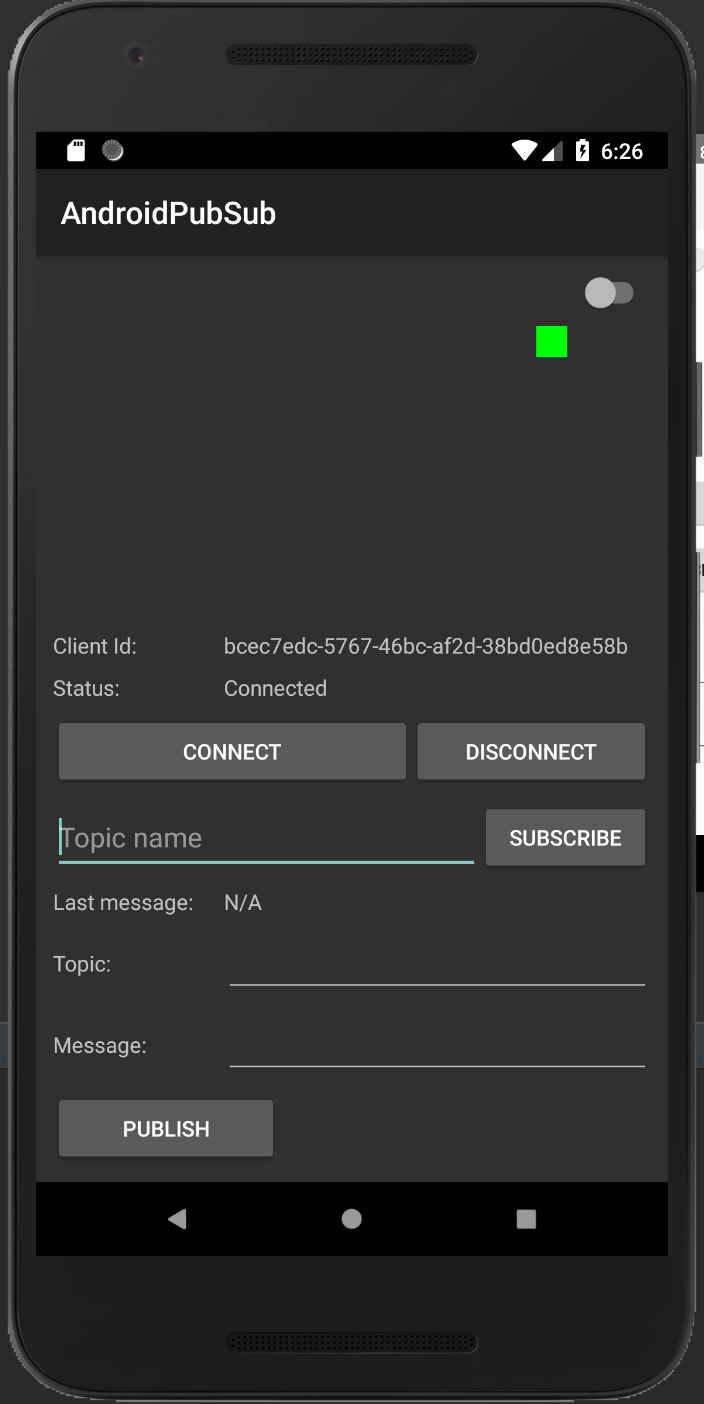 6:26
AndroidPubSub
Client Id: bcec7edc-5767-46bc-af2d-38bd0ed8e58b
Status: Connected
CONNECT DISCONNECT
Topic name SUBSCRIBE
Last message: N/A
Topic:
Message:
PUBLISH